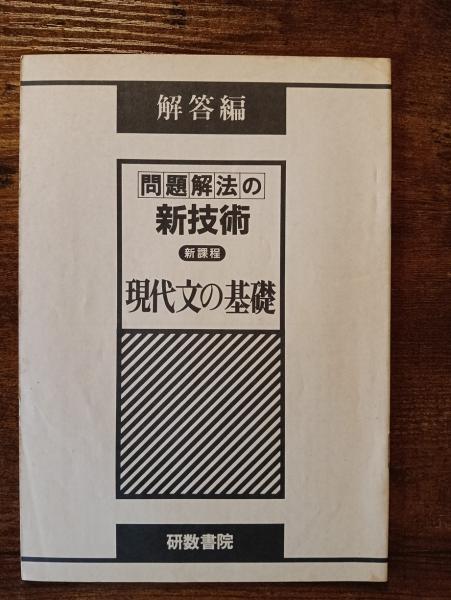 解答編
問題解法の
新技術
新課程
現代文の基礎
研数書院